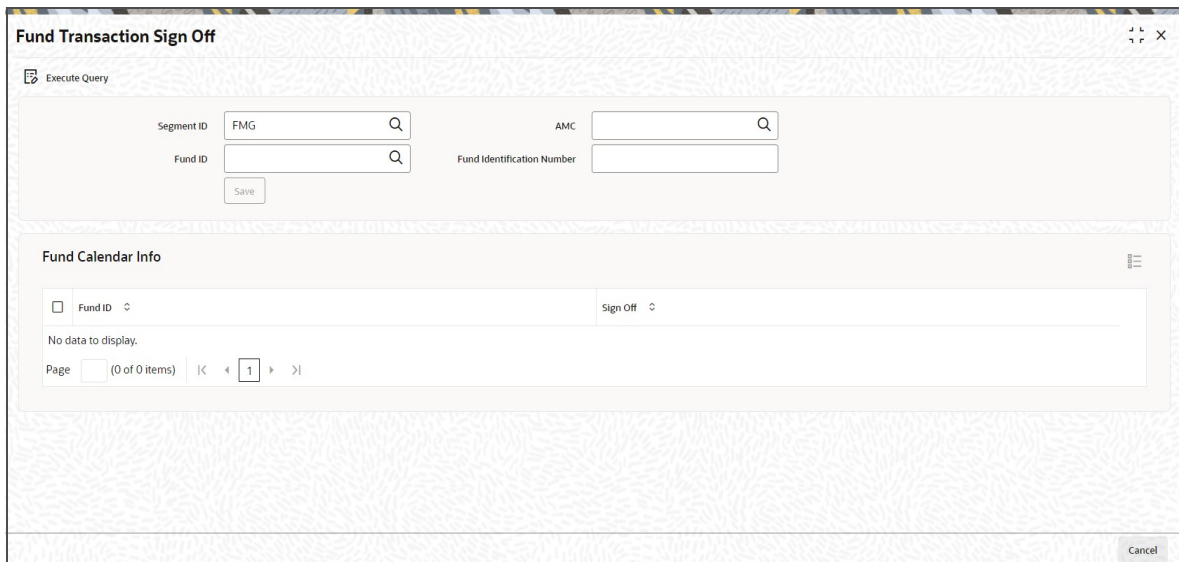 Fund Transaction Sign Off
Execute Query
Segment ID FMG AMC
Fund ID Fund Identification Number
Save
Fund Calendar Info
Fund ID Sign Off
No data to display.
Page (0 of 0 items) 1
Cancel